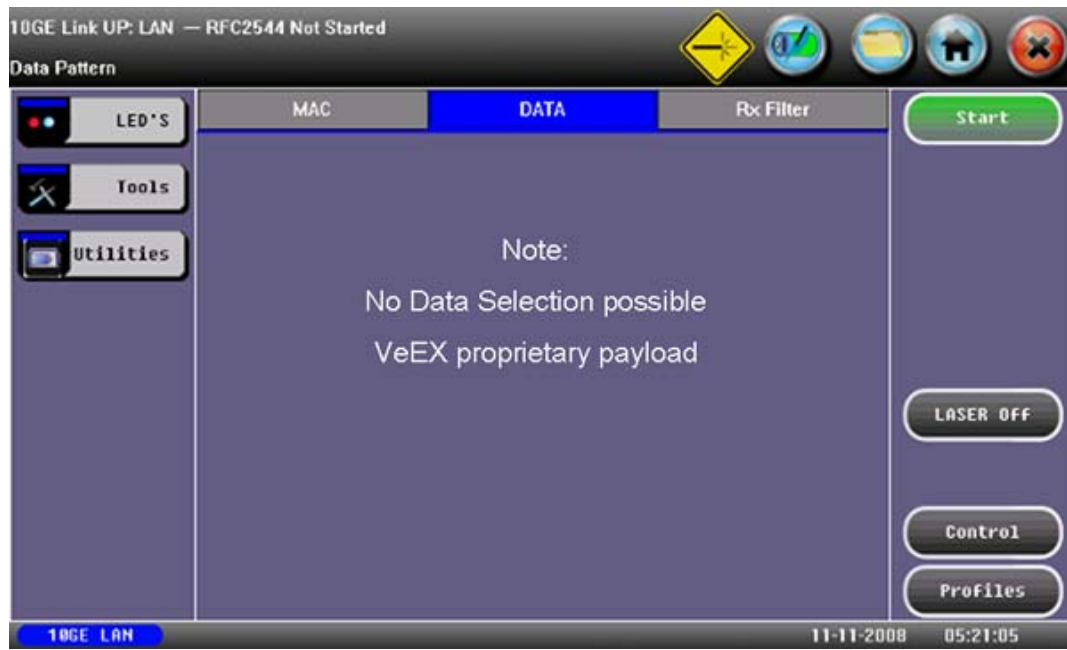 10GE Link UP: LAN — RFC2544 Not Started
Data Pattern
LED'S
Tools
Utilities
MAC
DATA
Rx Filter
Note:
No Data Selection possible
VeEX proprietary payload
Start
LASER OFF
Control
Profiles
10GE LAN
11-11-2008 05:21:05